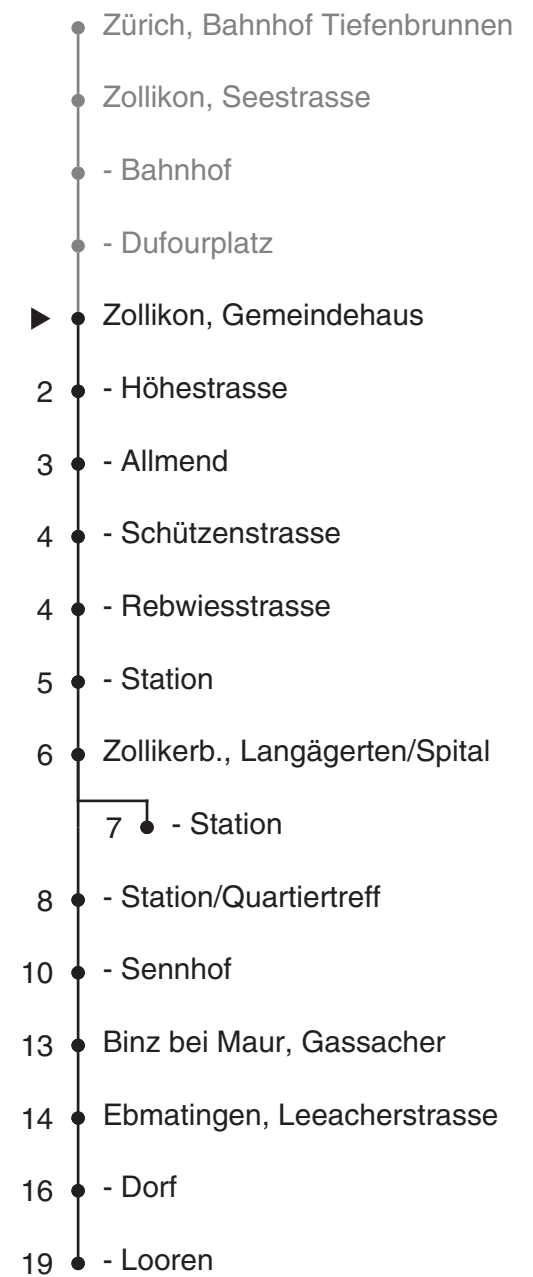 Zürich, Bahnhof Tiefenbrunnen
Zollikon, Seestrasse
- Bahnhof
- Dufourplatz
Zollikon, Gemeindehaus
2 - Höhestrasse
3 - Allmend
4 - Schützenstrasse
4 - Rebwiesstrasse
5 - Station
6 Zollikerb., Langägerten/Spital
7 - Station
8 - Station/Quartiertreff
10 - Sennhof
13 Binz bei Maur, Gassacher
14 Ebmatingen, Leeacherstrasse
16 - Dorf
19 - Looren